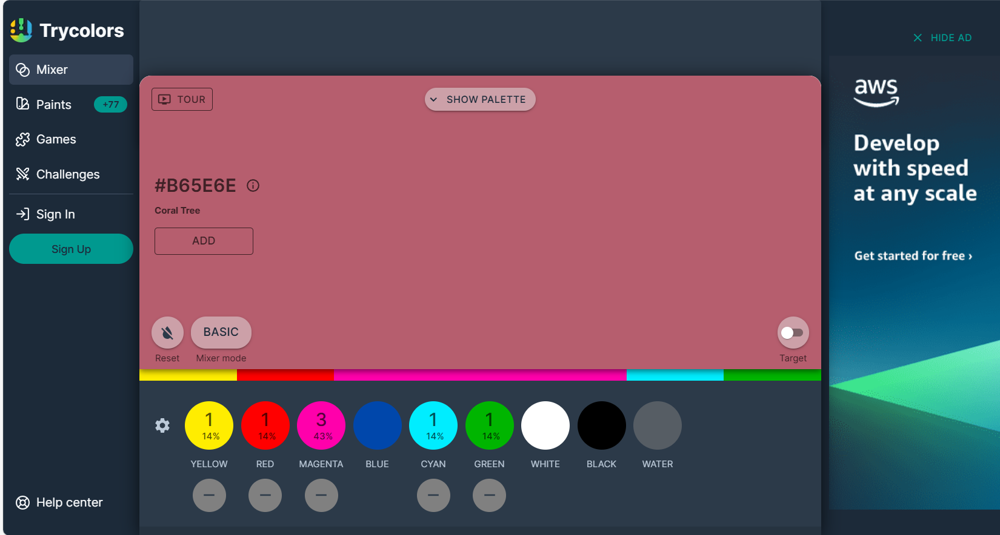 Trycolors
Mixer
Paints +77
Games
Challenges
Sign In
Sign Up
Help center
TOUR
SHOW PALETTE
#B65E6E
Coral Tree
ADD
BASIC
Reset
Mixer mode
Target
1
14%
1
14%
3
43%
1
14%
1
14%
YELLOW
RED
MAGENTA
BLUE
CYAN
GREEN
WHITE
BLACK
WATER
HIDE AD
aws
Develop
with speed
at any scale
Get started for free ›